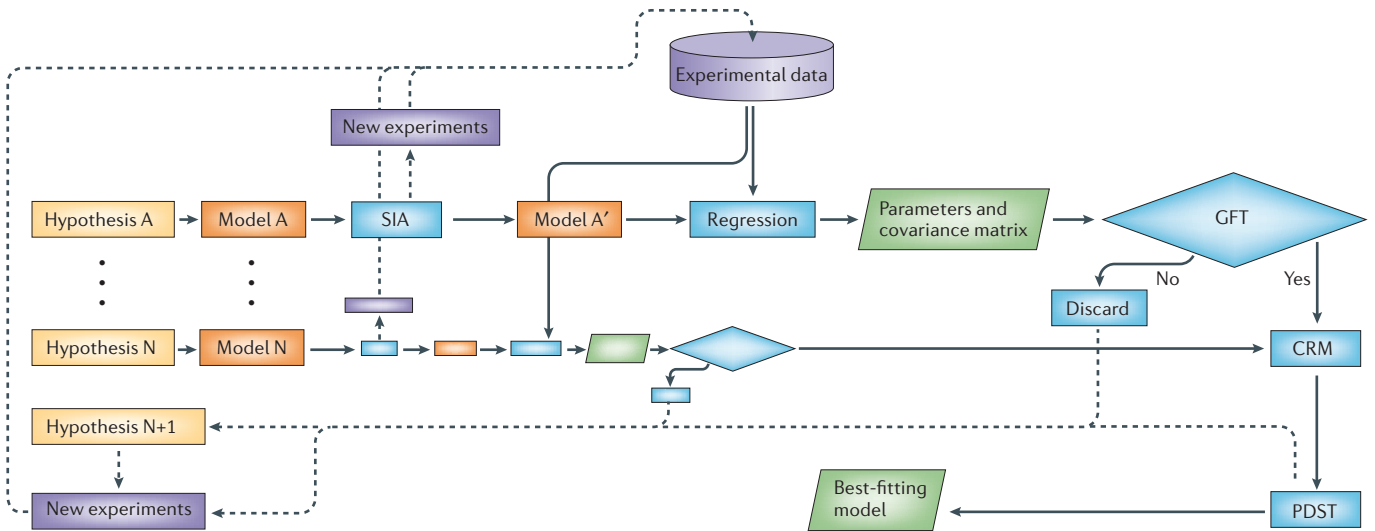 Experimental data
New experiments
Hypothesis A
Model A
SIA
Model A′
Regression
Parameters and
covariance matrix
GFT
No
Yes
Discard
Hypothesis N
Model N
CRM
Hypothesis N+1
New experiments
Best-fitting
model
PDST